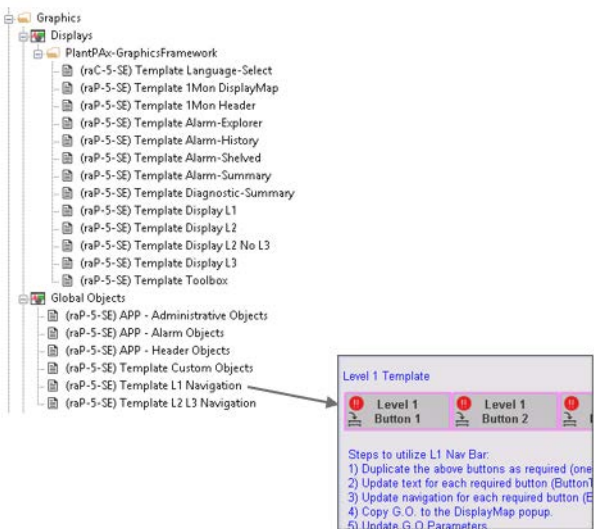 Graphics
Displays
PlantPAx-GraphicsFramework
(raC-5-SE) Template Language-Select
(raP-5-SE) Template 1Mon DisplayMap
(raP-5-SE) Template 1Mon Header
(raP-5-SE) Template Alarm-Explorer
(raP-5-SE) Template Alarm-History
(raP-5-SE) Template Alarm-Shelved
(raP-5-SE) Template Alarm-Summary
(raP-5-SE) Template Diagnostic-Summary
(raP-5-SE) Template Display L1
(raP-5-SE) Template Display L2
(raP-5-SE) Template Display L2 No L3
(raP-5-SE) Template Display L3
(raP-5-SE) Template Toolbox
Global Objects
(raP-5-SE) APP - Administrative Objects
(raP-5-SE) APP - Alarm Objects
(raP-5-SE) APP - Header Objects
(raP-5-SE) Template Custom Objects
(raP-5-SE) Template L1 Navigation
(raP-5-SE) Template L2 L3 Navigation
Level 1 Template
Level 1 Button 1
Level 1 Button 2
Steps to utilize L1 Nav Bar:
1) Duplicate the above buttons as required (one
2) Update text for each required button
3) Update navigation for each required button
4) Copy G.O. to the DisplayMap popup.
5) Update G.O Parameters